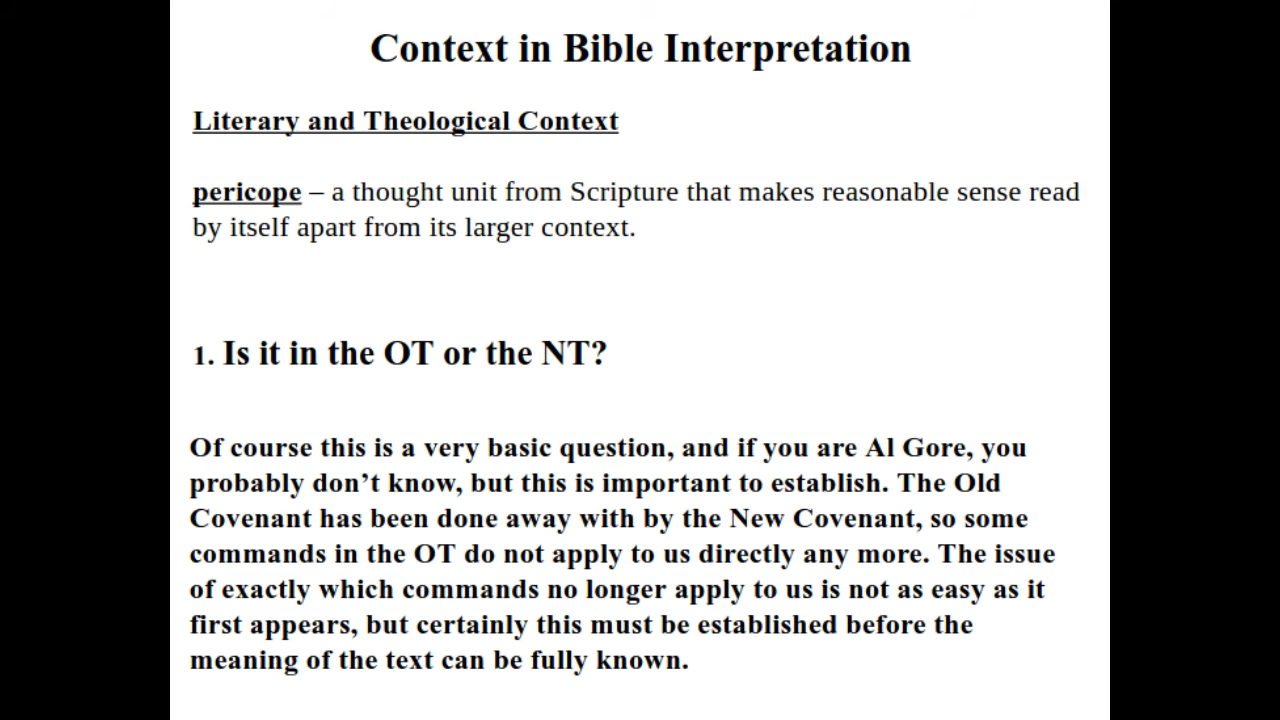 Context in Bible Interpretation
Literary and Theological Context
pericope – a thought unit from Scripture that makes reasonable sense read
by itself apart from its larger context.
1. Is it in the OT or the NT?
Of course this is a very basic question, and if you are Al Gore, you
probably don’t know, but this is important to establish. The Old
Covenant has been done away with by the New Covenant, so some
commands in the OT do not apply to us directly any more. The issue
of exactly which commands no longer apply to us is not as easy as it
first appears, but certainly this must be established before the
meaning of the text can be fully known.